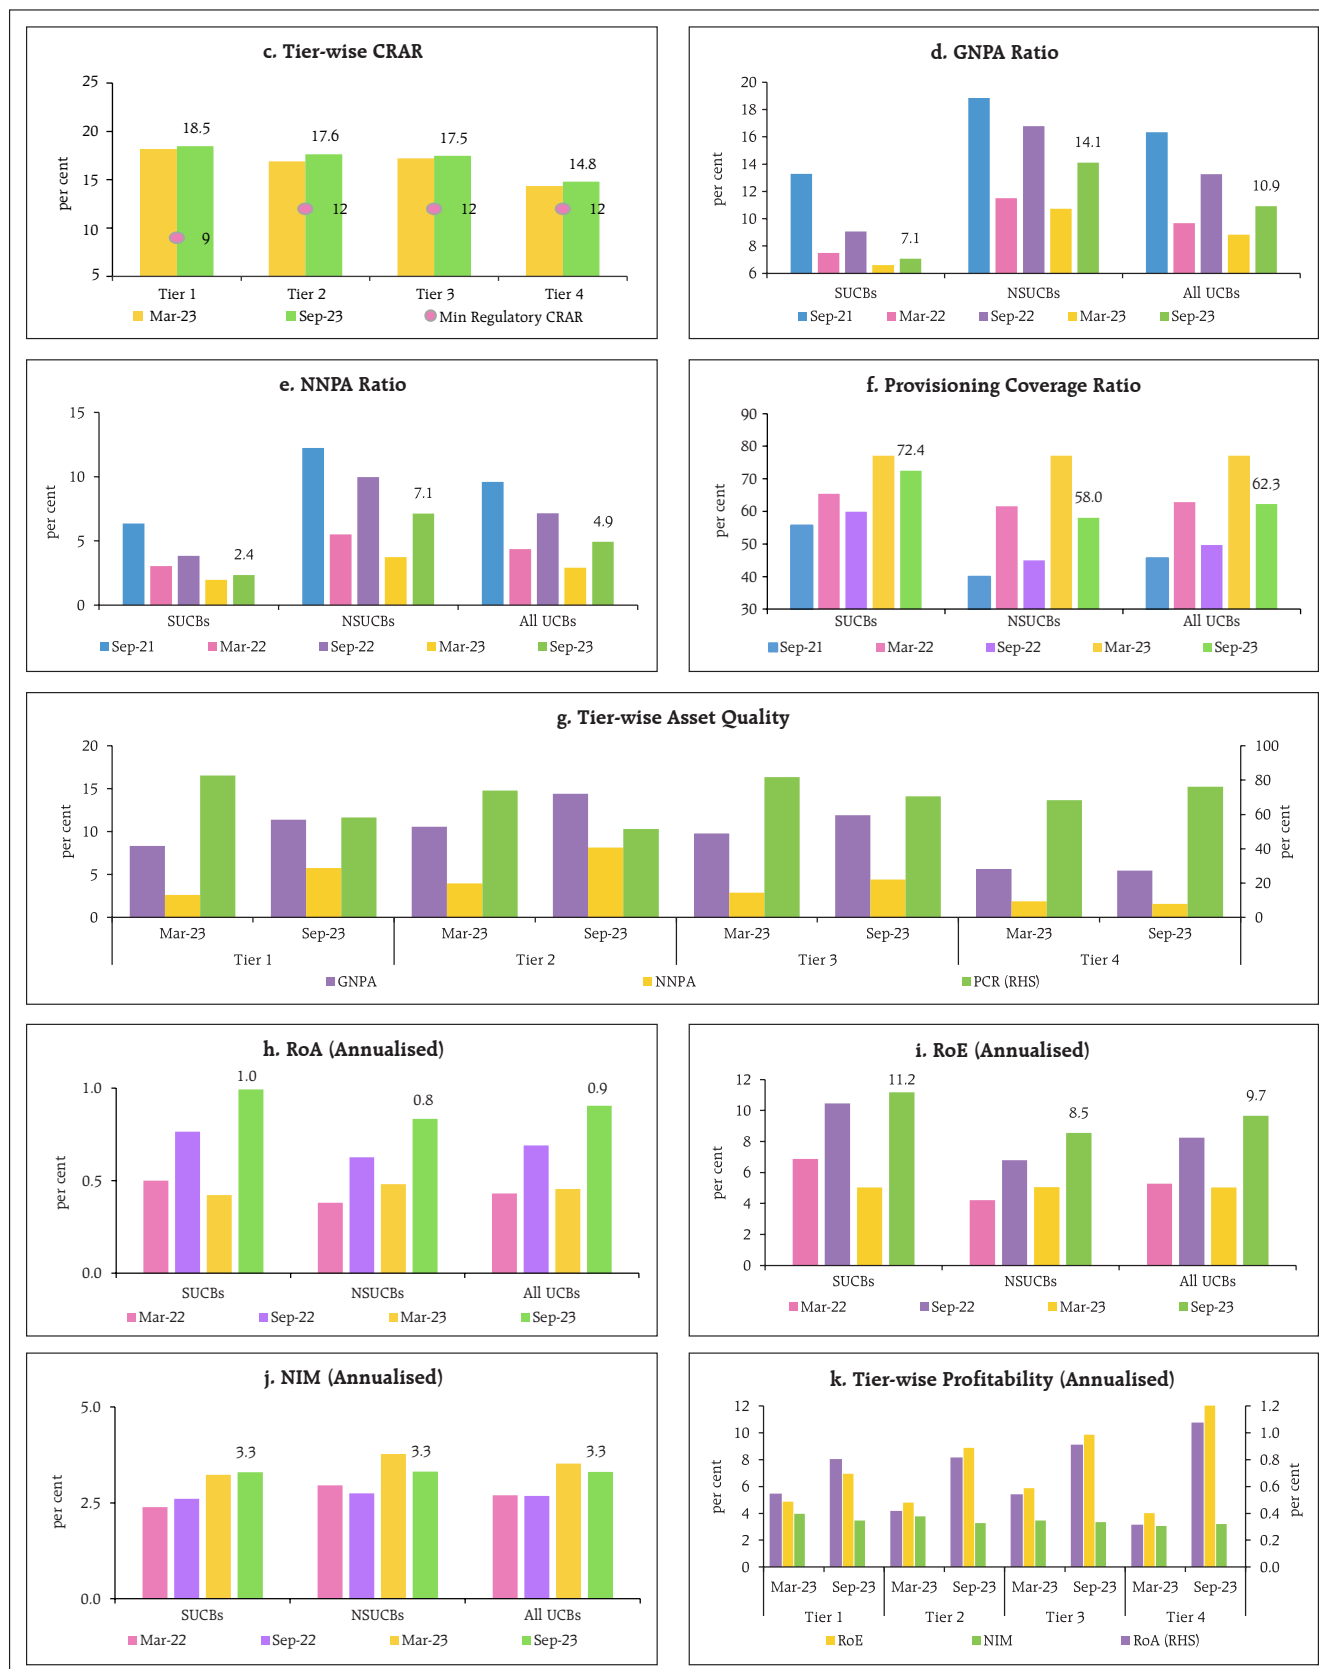 c. Tier-wise CRAR
25
20
15
10
5
per cent
18.5
17.6
17.5
14.8
9
12
12
12
Tier 1 Tier 2 Tier 3 Tier 4
Mar-23 Sep-23 Min Regulatory CRAR
d. GNPA Ratio
20
18
16
14
12
10
8
6
per cent
7.1
14.1
10.9
SUCBs NSUCBs All UCBs
Sep-21 Mar-22 Sep-22 Mar-23 Sep-23
e. NNPA Ratio
15
10
5
0
per cent
2.4
7.1
4.9
SUCBs NSUCBs All UCBs
Sep-21 Mar-22 Sep-22 Mar-23 Sep-23
f. Provisioning Coverage Ratio
90
80
70
60
50
40
30
per cent
72.4
58.0
62.3
SUCBs NSUCBs All UCBs
Sep-21 Mar-22 Sep-22 Mar-23 Sep-23
g. Tier-wise Asset Quality
20
15
10
5
0
per cent
100
80
60
40
20
0
per cent
Mar-23 Sep-23 Mar-23 Sep-23 Mar-23 Sep-23 Mar-23 Sep-23
Tier 1 Tier 2 Tier 3 Tier 4
GNPA NNPA PCR (RHS)
h. RoA (Annualised)
1.0
0.5
0.0
per cent
1.0
0.8
0.9
SUCBs NSUCBs All UCBs
Mar-22 Sep-22 Mar-23 Sep-23
i. RoE (Annualised)
12
10
8
6
4
2
0
per cent
11.2
8.5
9.7
SUCBs NSUCBs All UCBs
Mar-22 Sep-22 Mar-23 Sep-23
j. NIM (Annualised)
5.0
2.5
0.0
per cent
3.3
3.3
3.3
SUCBs NSUCBs All UCBs
Mar-22 Sep-22 Mar-23 Sep-23
k. Tier-wise Profitability (Annualised)
12
10
8
6
4
2
0
per cent
1.2
1.0
0.8
0.6
0.4
0.2
0.0
per cent
Mar-23 Sep-23 Mar-23 Sep-23 Mar-23 Sep-23 Mar-23 Sep-23
Tier 1 Tier 2 Tier 3 Tier 4
RoE NIM RoA (RHS)